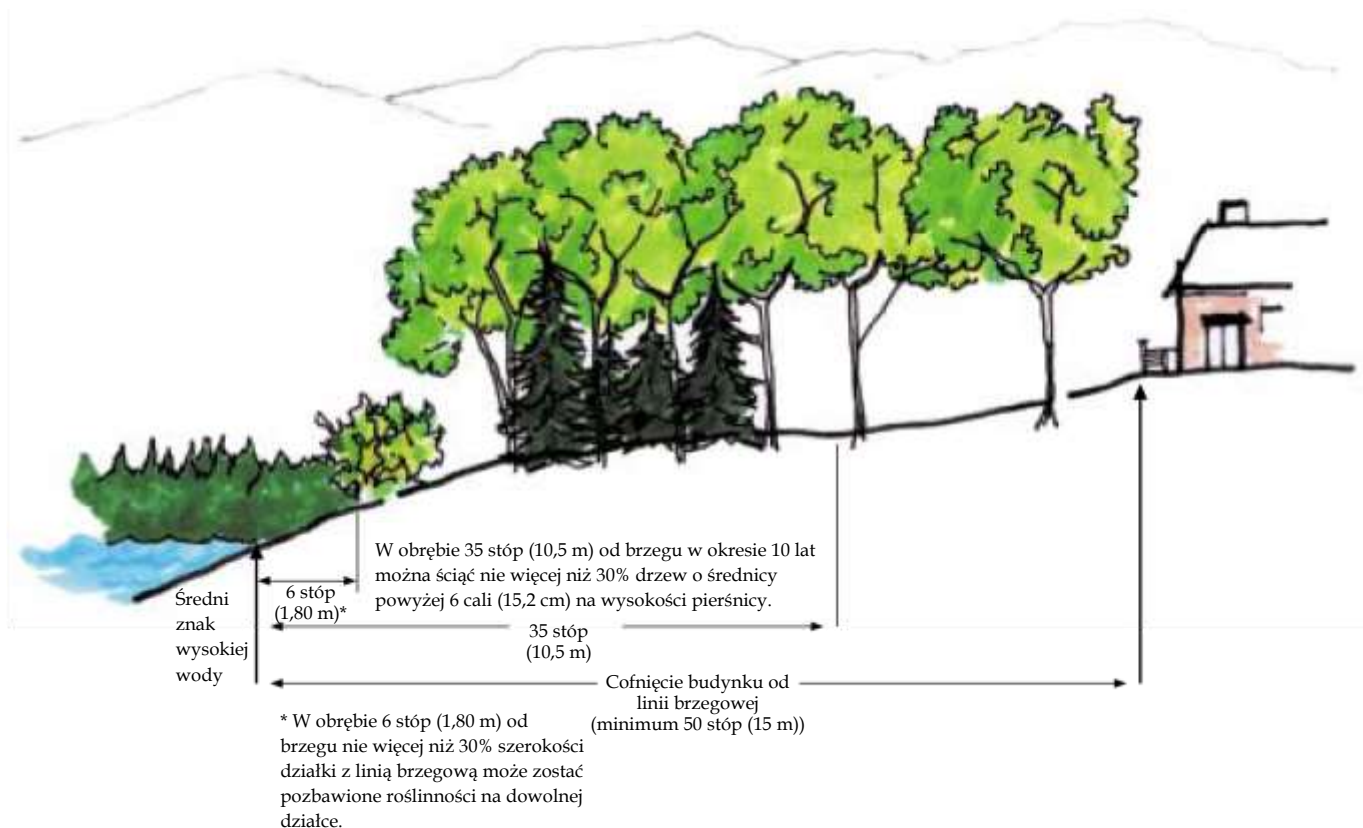 W obrębie 35 stóp (10,5 m) od brzegu w okresie 10 lat
można ściąć nie więcej niż 30% drzew o średnicy
powyżej 6 cali (15,2 cm) na wysokości pierśnicy.
6 stóp
(1,80 m)*
Średni
znak
wysokiej
wody
35 stóp
(10,5 m)
Cofnięcie budynku od
linii brzegowej
(minimum 50 stóp (15 m))
* W obrębie 6 stóp (1,80 m) od
brzegu nie więcej niż 30% szerokości
działki z linią brzegową może zostać
pozbawione roślinności na dowolnej
działce.